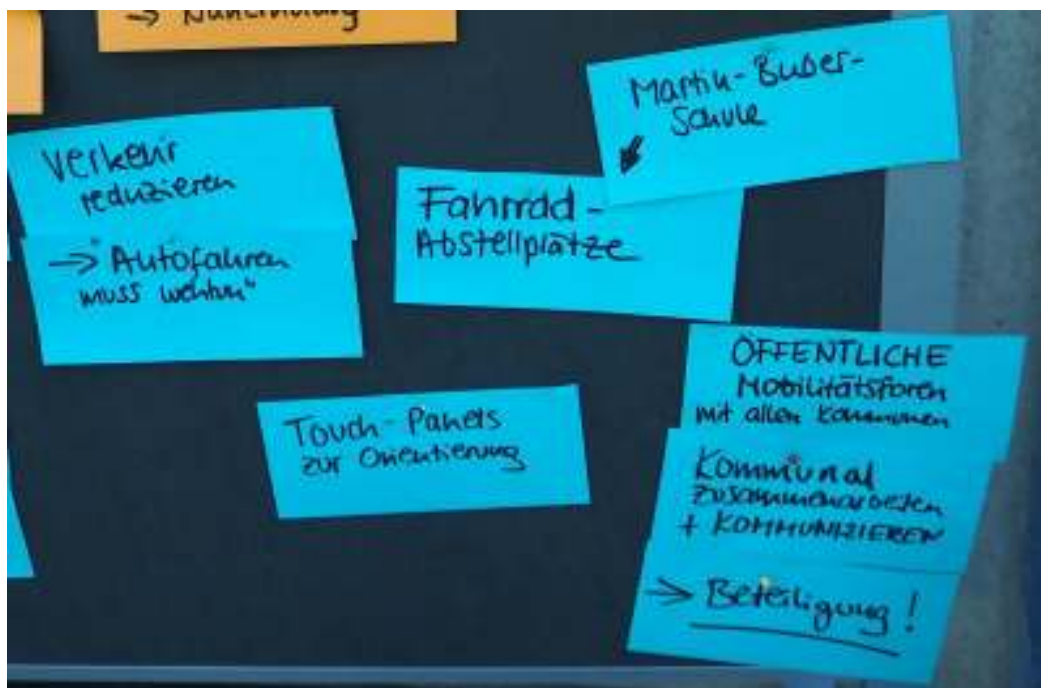 → Naherholung
Martin-Buber-
Schule
Verkehr
reduzieren
→ "Autofahren
muss wehtun"
Fahrrad-
Abstellplätze
Touch-Panels
zur Orientierung
ÖFFENTLICHE
Mobilitätsforen
mit allen Kommunen
Kommunal
zusammenarbeiten
+ KOMMUNIZIEREN
→ Beteiligung!